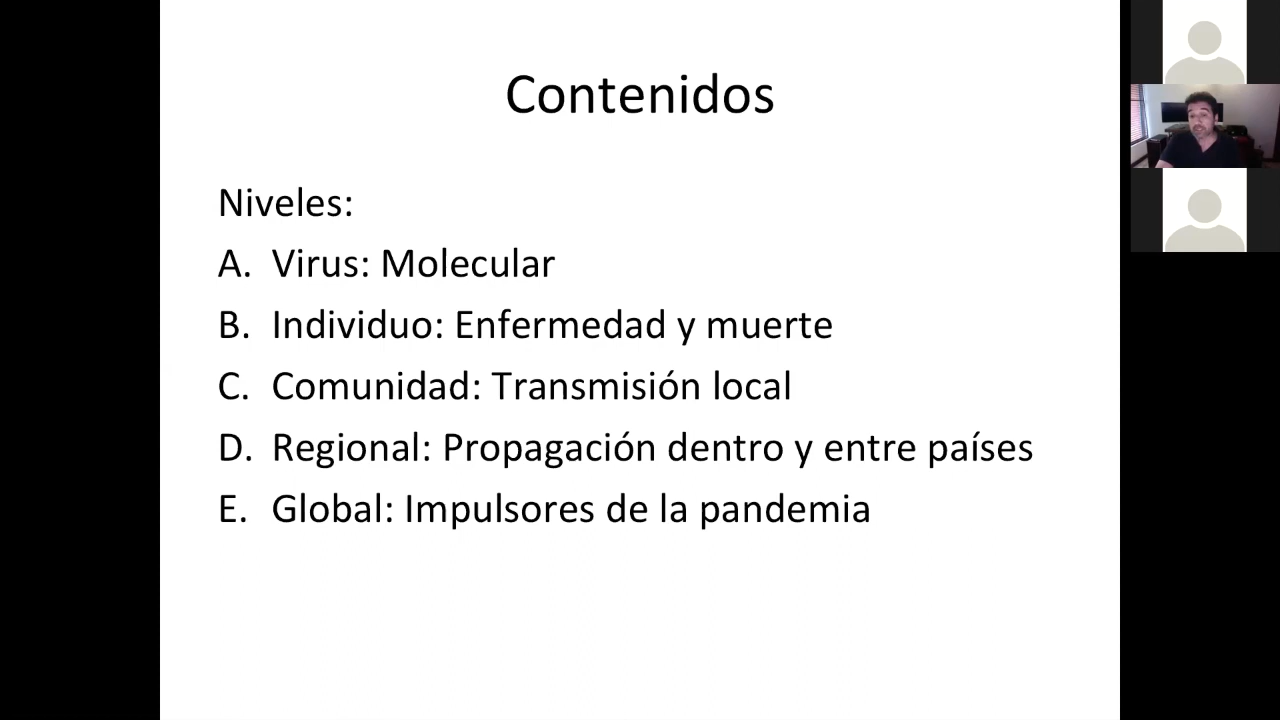 Contenidos
Niveles:
A. Virus: Molecular
B. Individuo: Enfermedad y muerte
C. Comunidad: Transmisión local
D. Regional: Propagación dentro y entre países
E. Global: Impulsores de la pandemia